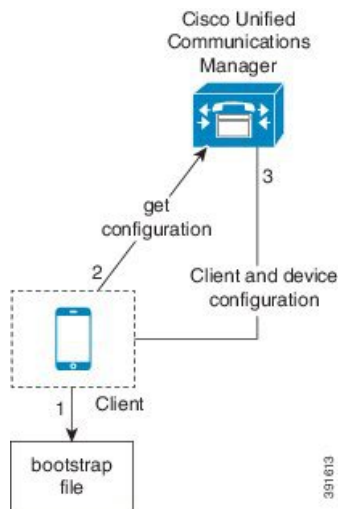 Cisco Unified
Communications
Manager
3
get
configuration
2
Client and device
configuration
1
Client
bootstrap
file
391613